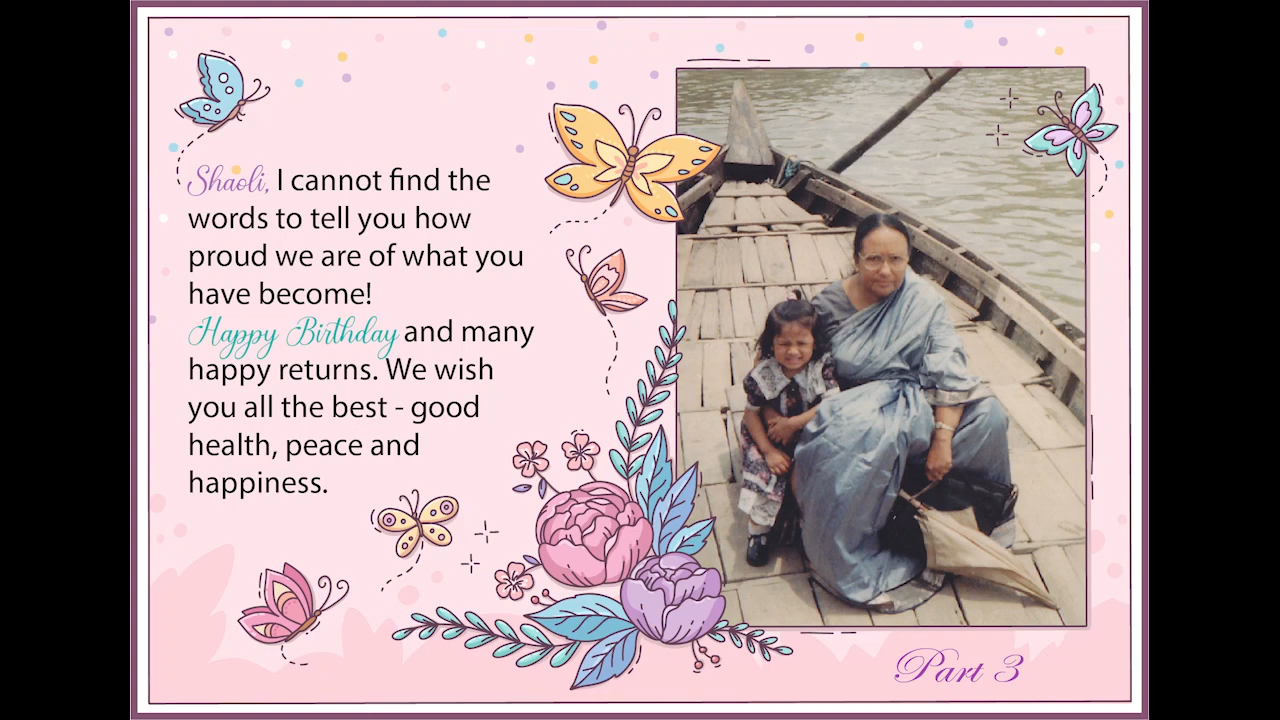 Shaoli, I cannot find the
words to tell you how
proud we are of what you
have become!
Happy Birthday and many
happy returns. We wish
you all the best - good
health, peace and
happiness.
Part 3